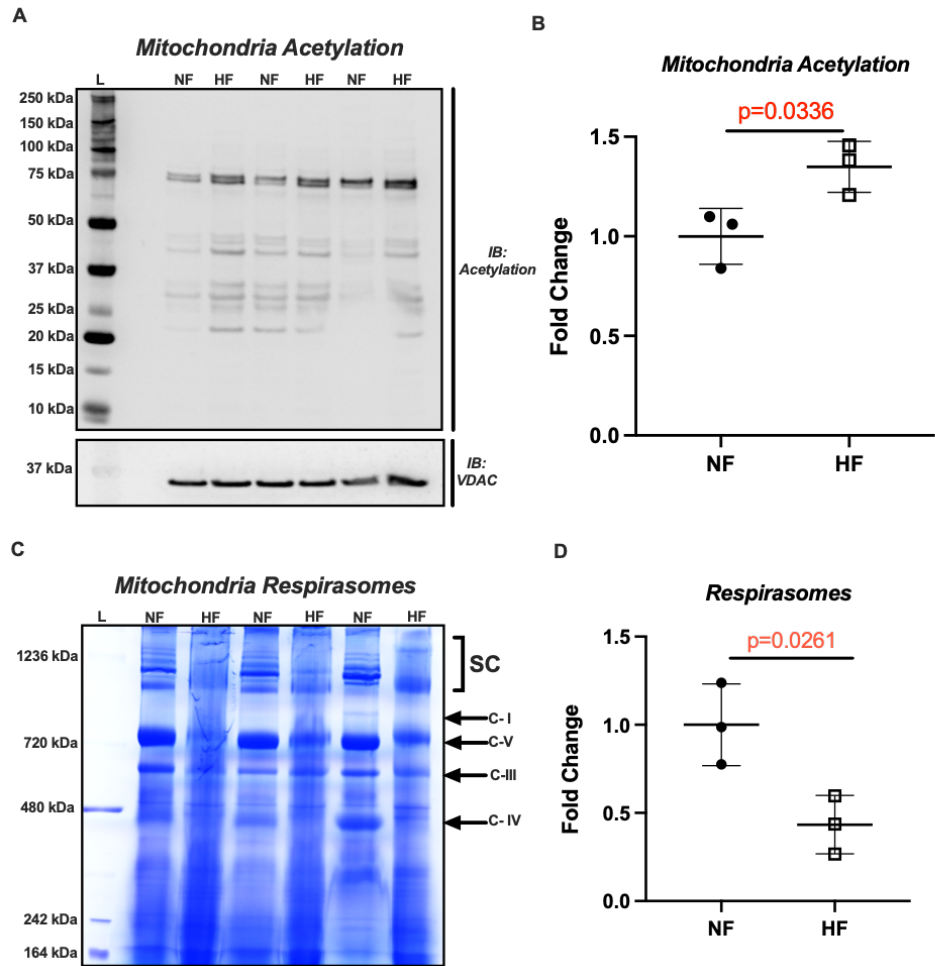 A
Mitochondria Acetylation
L NF HF NF HF NF HF
250 kDa
150 kDa
100 kDa
75 kDa
50 kDa
37 kDa
25 kDa
20 kDa
15 kDa
10 kDa
IB:
Acetylation
37 kDa
IB:
VDAC
B
Mitochondria Acetylation
p=0.0336
Fold Change
1.5
1.0
0.5
0.0
NF HF
C
Mitochondria Respirasomes
L NF HF NF HF NF HF
1236 kDa
720 kDa
480 kDa
242 kDa
164 kDa
SC
C- I
C-V
C-III
C- IV
D
Respirasomes
p=0.0261
Fold Change
1.5
1.0
0.5
0.0
NF HF